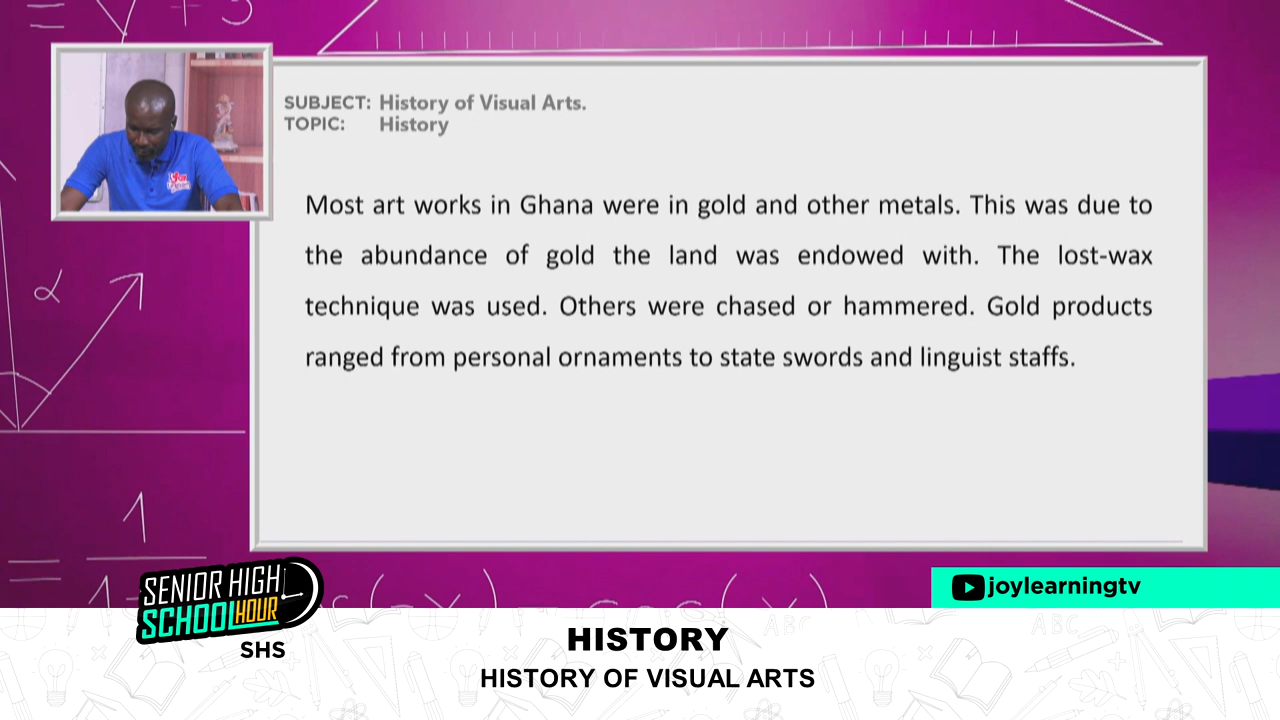 SUBJECT: History of Visual Arts.
TOPIC: History
Most art works in Ghana were in gold and other metals. This was due to
the abundance of gold the land was endowed with. The lost-wax
technique was used. Others were chased or hammered. Gold products
ranged from personal ornaments to state swords and linguist staffs.
SENIOR HIGH
SCHOOL HOUR
SHS
joylearningtv
HISTORY
HISTORY OF VISUAL ARTS